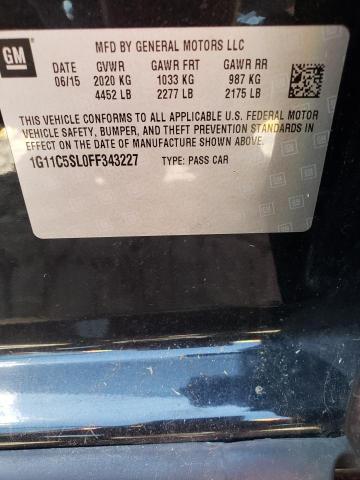 GM
MFD BY GENERAL MOTORS LLC
DATE GVWR GAWR FRT GAWR RR
06/15 2020 KG 1033 KG 987 KG
4452 LB 2277 LB 2175 LB
THIS VEHICLE CONFORMS TO ALL APPLICABLE U.S. FEDERAL MOTOR
VEHICLE SAFETY, BUMPER, AND THEFT PREVENTION STANDARDS IN
EFFECT ON THE DATE OF MANUFACTURE SHOWN ABOVE.
1G11C5SL0FF343227 TYPE: PASS CAR